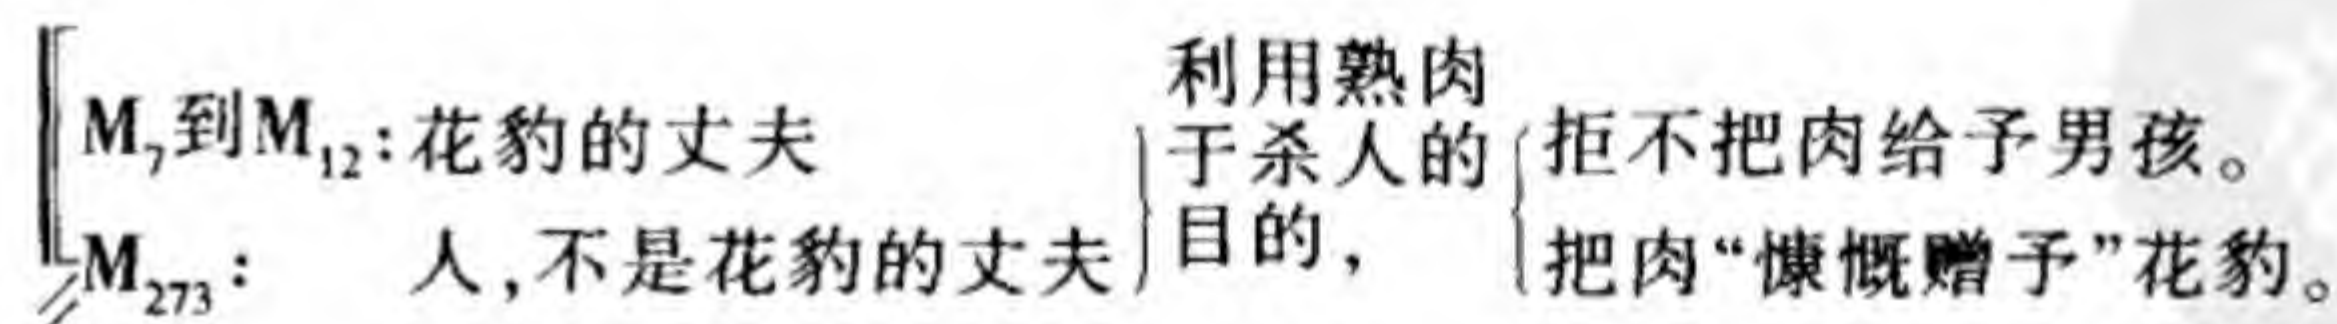 M₇到M₁₂:花豹的丈夫
M₂₇₃: 人,不是花豹的丈夫
利用熟肉
于杀人的
目的,
拒不把肉给予男孩。
把肉“慷慨赠予”花豹。